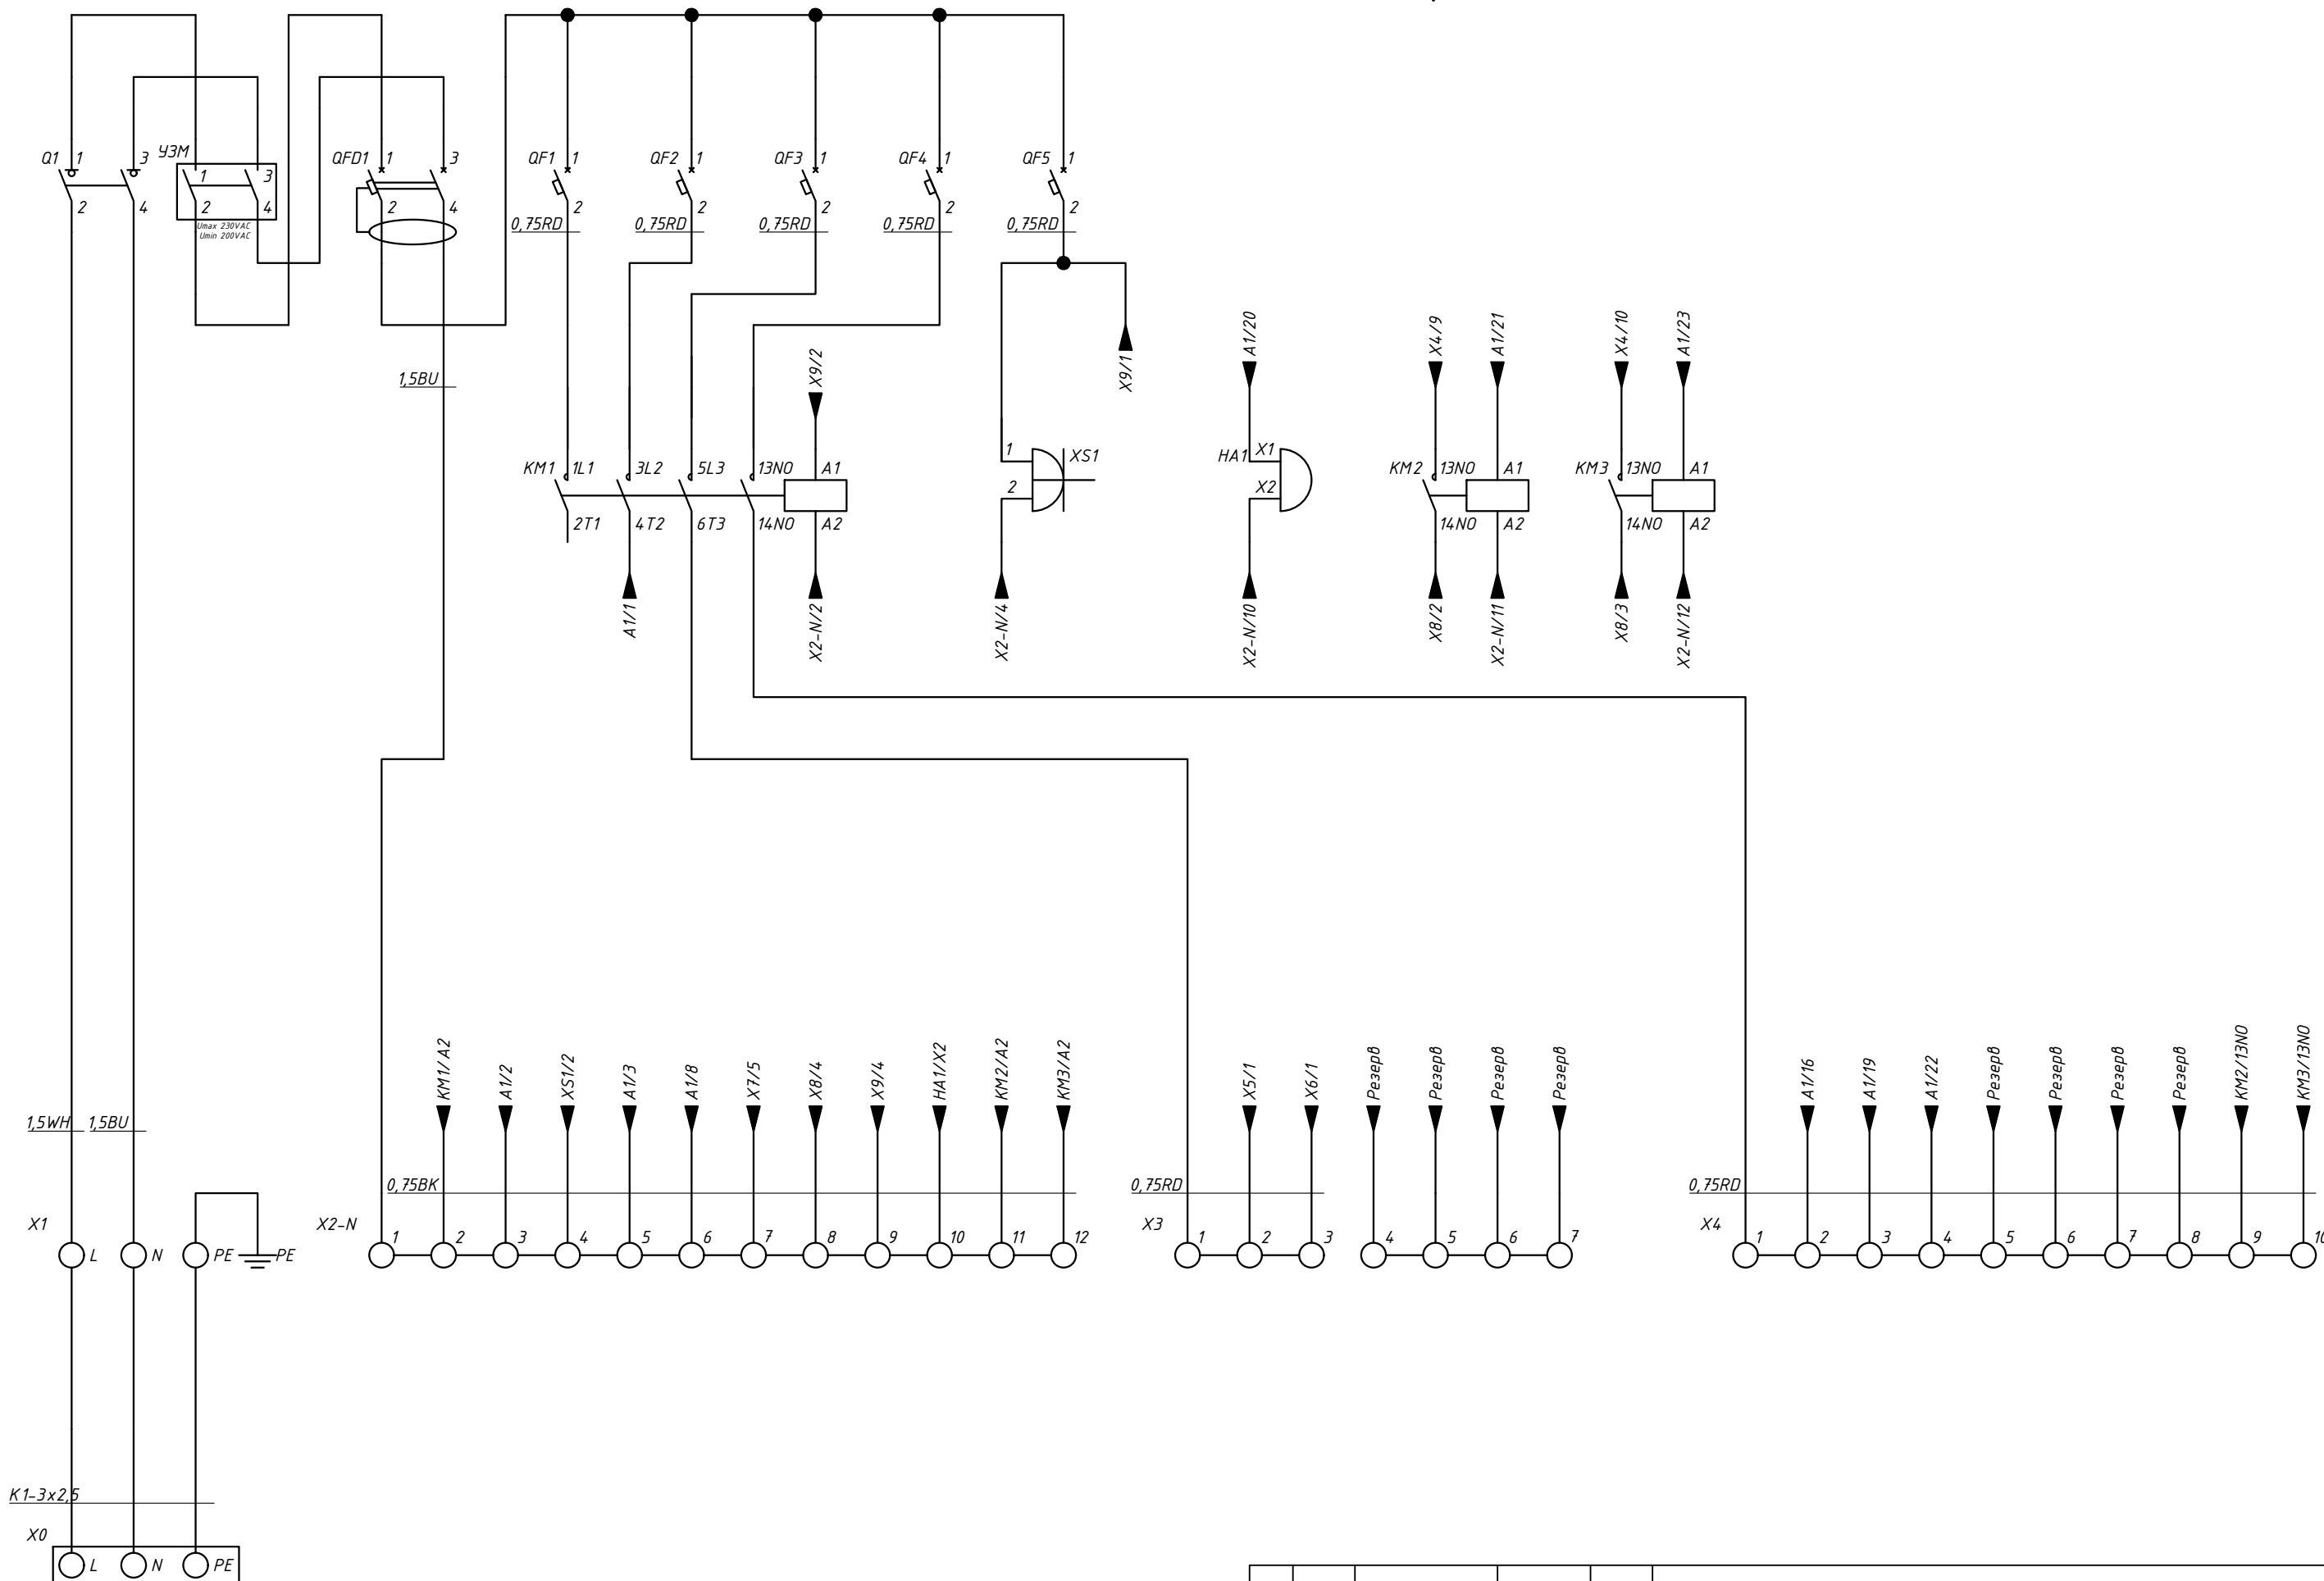 Q1 1 3 УЗМ 1 3
2 4 2 4
Umax 230VAC
Umin 200VAC
QFD1 1 3
2 4
QF1 1
2
0,75RD
QF2 1
2
0,75RD
QF3 1
2
0,75RD
QF4 1
2
0,75RD
QF5 1
2
0,75RD
1,5BU
X9/2
X9/1
A1/20
X4/9
A1/21
X4/10
A1/23
KM1 1L1 3L2 5L3 13NO A1
2T1 4T2 6T3 14NO A2
1 XS1
2
HA1 X1
X2
KM2 13NO A1
14NO A2
KM3 13NO A1
14NO A2
A1/1
X2-N/2
X2-N/4
X2-N/10
X8/2
X2-N/11
X8/3
X2-N/12
KM1/A2
A1/2
XS1/2
A1/3
A1/8
X7/5
X8/4
X9/4
HA1/X2
KM2/A2
KM3/A2
X5/1
X6/1
Резерв
Резерв
Резерв
Резерв
A1/16
A1/19
A1/22
Резерв
Резерв
Резерв
Резерв
KM2/13NO
KM3/13NO
1,5WH 1,5BU
0,75BK
0,75RD
0,75RD
X1
L N PE PE
X2-N
1 2 3 4 5 6 7 8 9 10 11 12
X3
1 2 3 4 5 6 7
X4
1 2 3 4 5 6 7 8 9 10
K1-3x2,5
X0
L N PE